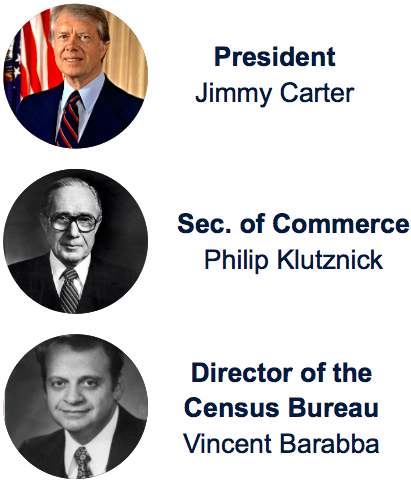 President
Jimmy Carter
Sec. of Commerce
Philip Klutznick
Director of the
Census Bureau
Vincent Barabba